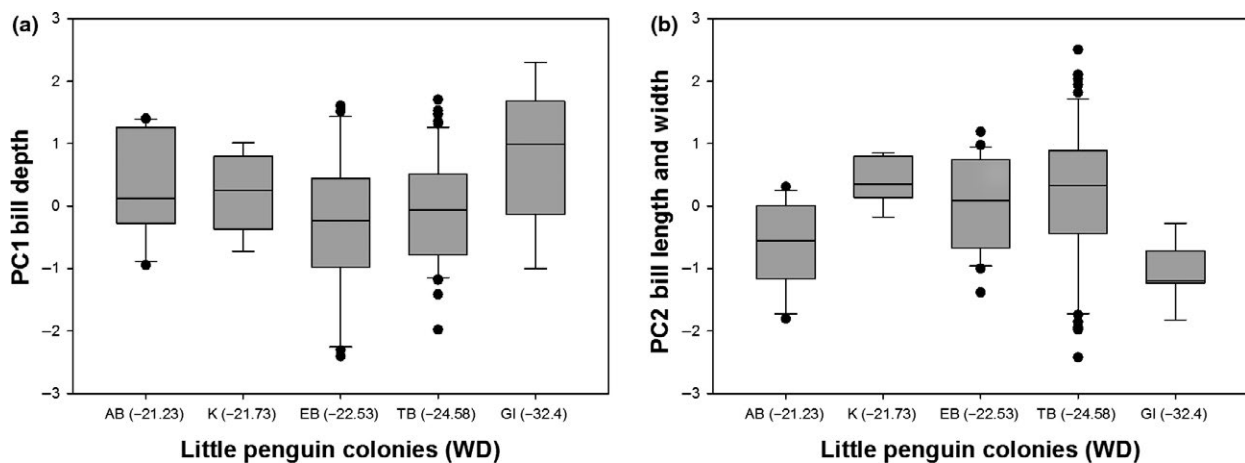 (a)
PC1 bill depth
3
2
1
0
−1
−2
−3
AB (−21.23) K (−21.73) EB (−22.53) TB (−24.58) GI (−32.4)
Little penguin colonies (WD)
(b)
PC2 bill length and width
3
2
1
0
−1
−2
−3
AB (−21.23) K (−21.73) EB (−22.53) TB (−24.58) GI (−32.4)
Little penguin colonies (WD)